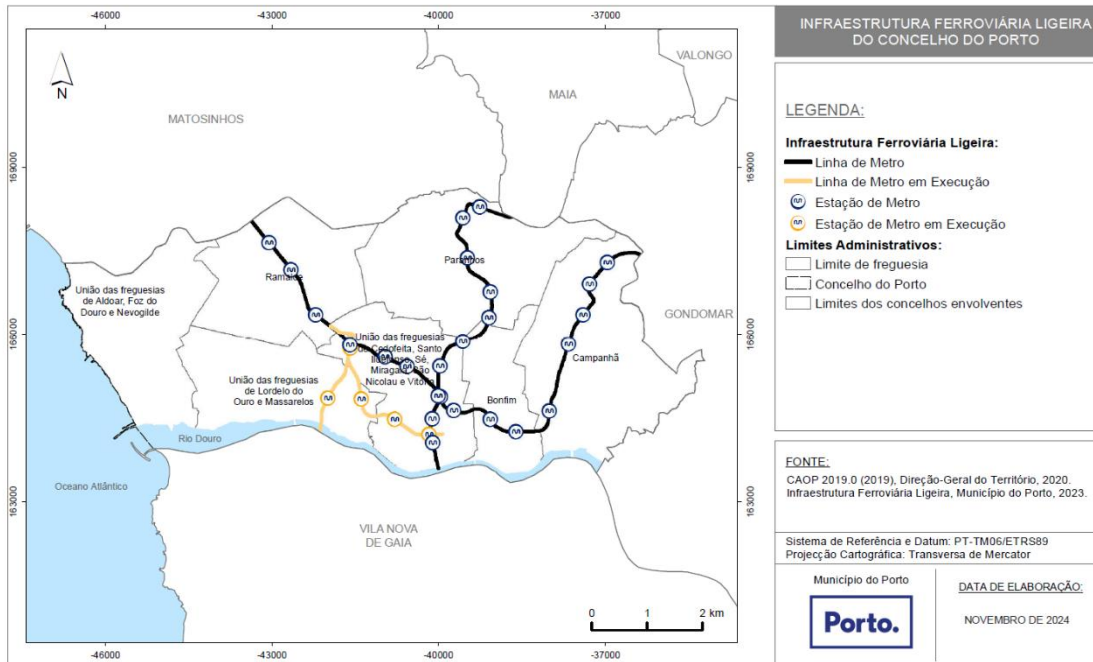 -46000
-43000
-40000
-37000
169000
166000
163000
169000
166000
163000
N
MATOSINHOS
MAIA
VALONGO
GONDOMAR
VILA NOVA
DE GAIA
União das freguesias
de Aldoar, Foz do
Douro e Nevogilde
Ramalde
Paranhos
União das freguesias
de Cedofeita, Santo
Ildefonso, Sé,
Miragaia, São
Nicolau e Vitória
Campanhã
União das freguesias
de Lordelo do
Ouro e Massarelos
Bonfim
Rio Douro
Oceano Atlântico
0 1 2 km
-46000
-43000
-40000
-37000
INFRAESTRUTURA FERROVIÁRIA LIGEIRA
DO CONCELHO DO PORTO
LEGENDA:
Infraestrutura Ferroviária Ligeira:
Linha de Metro
Linha de Metro em Execução
Estação de Metro
Estação de Metro em Execução
Limites Administrativos:
Limite de freguesia
Concelho do Porto
Limites dos concelhos envolventes
FONTE:
CAOP 2019.0 (2019), Direção-Geral do Território, 2020.
Infraestrutura Ferroviária Ligeira, Município do Porto, 2023.
Sistema de Referência e Datum: PT-TM06/ETRS89
Projecção Cartográfica: Transversa de Mercator
Município do Porto
Porto.
DATA DE ELABORAÇÃO:
NOVEMBRO DE 2024